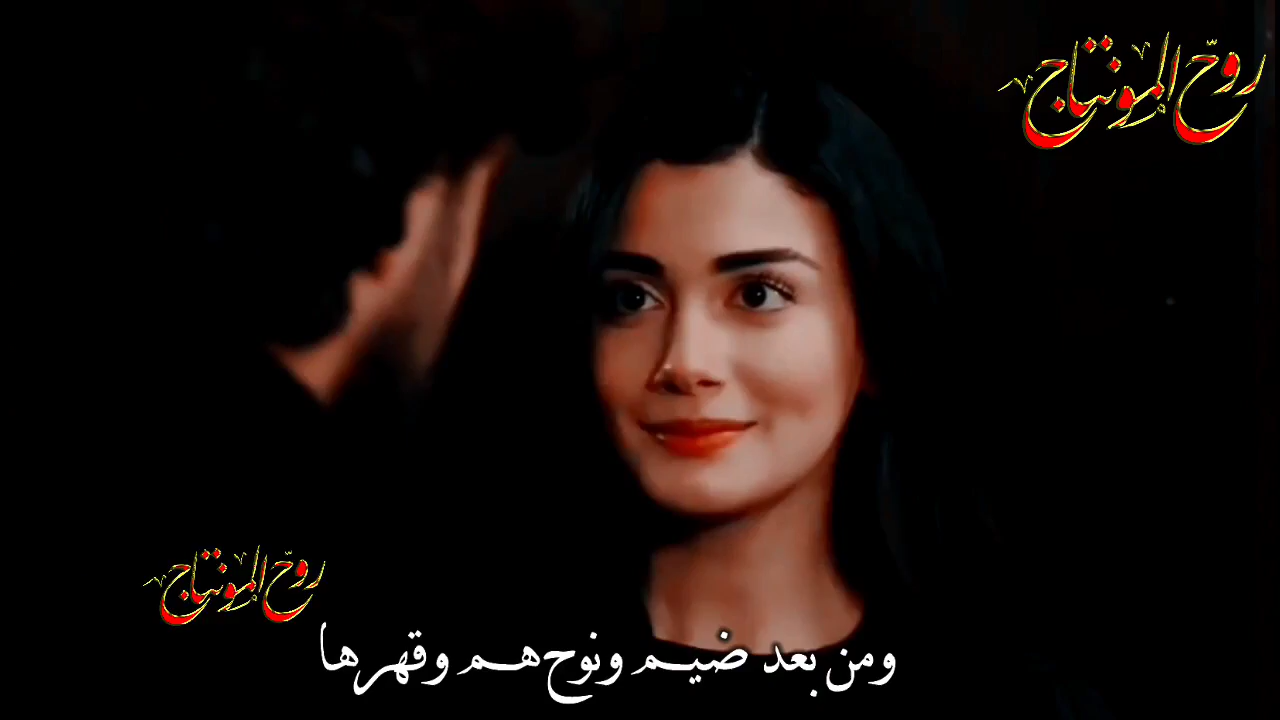 روح المونتاج
روح المونتاج
ومن بعد ضيم ونوح هم وقهرها